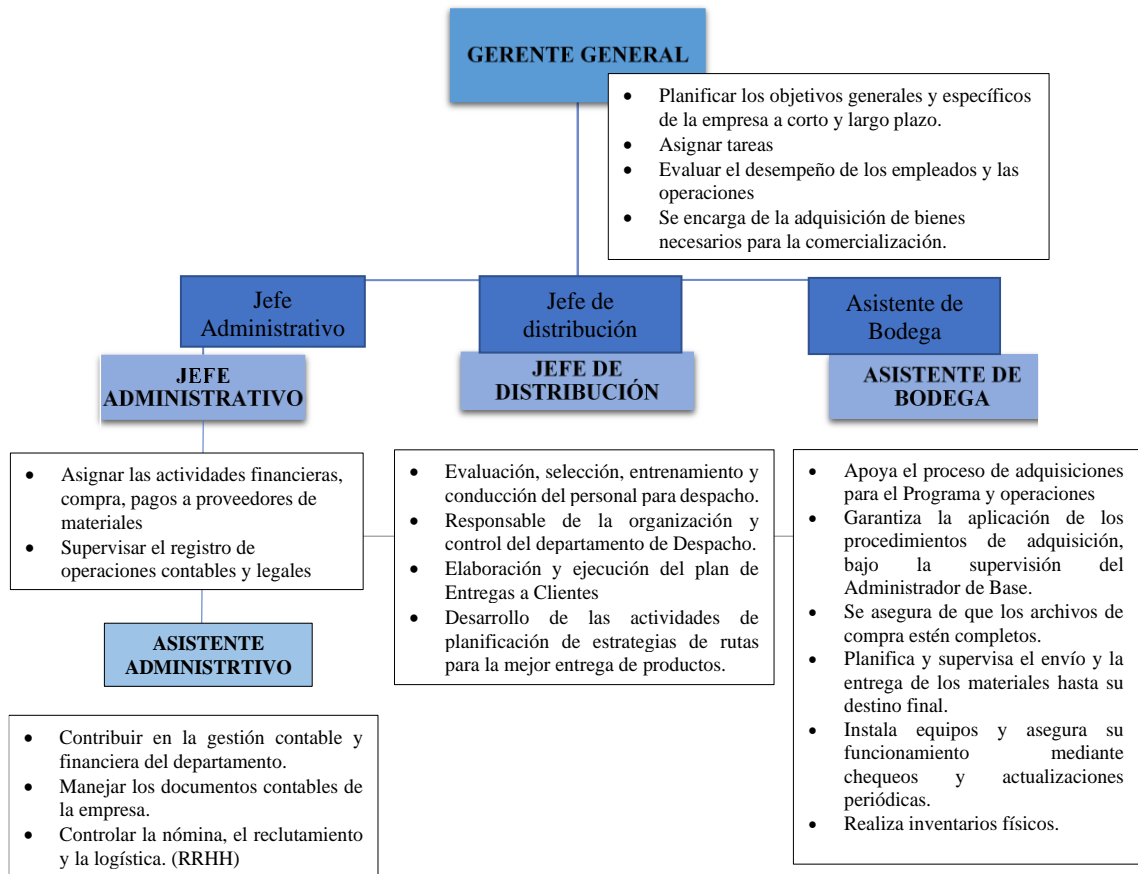 GERENTE GENERAL
• Planificar los objetivos generales y específicos
de la empresa a corto y largo plazo.
• Asignar tareas
• Evaluar el desempeño de los empleados y las
operaciones
• Se encarga de la adquisición de bienes
necesarios para la comercialización.
Jefe
Administrativo
Jefe de
distribución
Asistente de
Bodega
JEFE
ADMINISTRATIVO
JEFE DE
DISTRIBUCIÓN
ASISTENTE DE
BODEGA
• Asignar las actividades financieras,
compra, pagos a proveedores de
materiales
• Supervisar el registro de
operaciones contables y legales
ASISTENTE
ADMINISTRTIVO
• Contribuir en la gestión contable y
financiera del departamento.
• Manejar los documentos contables de
la empresa.
• Controlar la nómina, el reclutamiento
y la logística. (RRHH)
• Evaluación, selección, entrenamiento y
conducción del personal para despacho.
• Responsable de la organización y
control del departamento de Despacho.
• Elaboración y ejecución del plan de
Entregas a Clientes
• Desarrollo de las actividades de
planificación de estrategias de rutas
para la mejor entrega de productos.
• Apoya el proceso de adquisiciones
para el Programa y operaciones
• Garantiza la aplicación de los
procedimientos de adquisición,
bajo la supervisión del
Administrador de Base.
• Se asegura de que los archivos de
compra estén completos.
• Planifica y supervisa el envío y la
entrega de los materiales hasta su
destino final.
• Instala equipos y asegura su
funcionamiento mediante
chequeos y actualizaciones
periódicas.
• Realiza inventarios físicos.